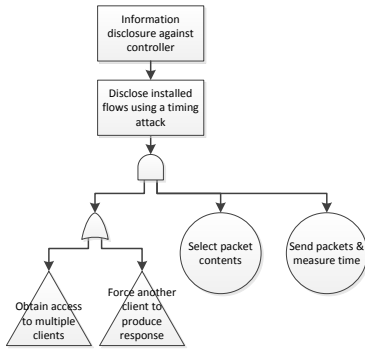 Information
disclosure against
controller
Disclose installed
flows using a timing
attack
Select packet
contents
Send packets &
measure time
Obtain access
to multiple
clients
Force another
client to
produce
response